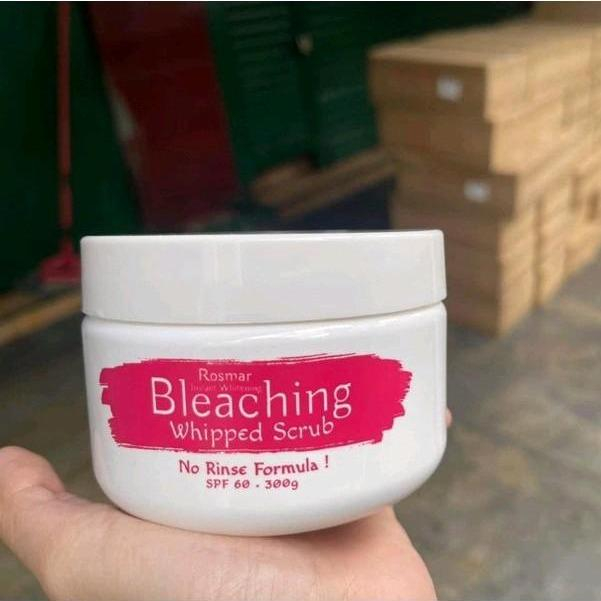 Rosmar
Instant Whitening
Bleaching
Whipped Scrub
No Rinse Formula !
SPF 60 . 300g